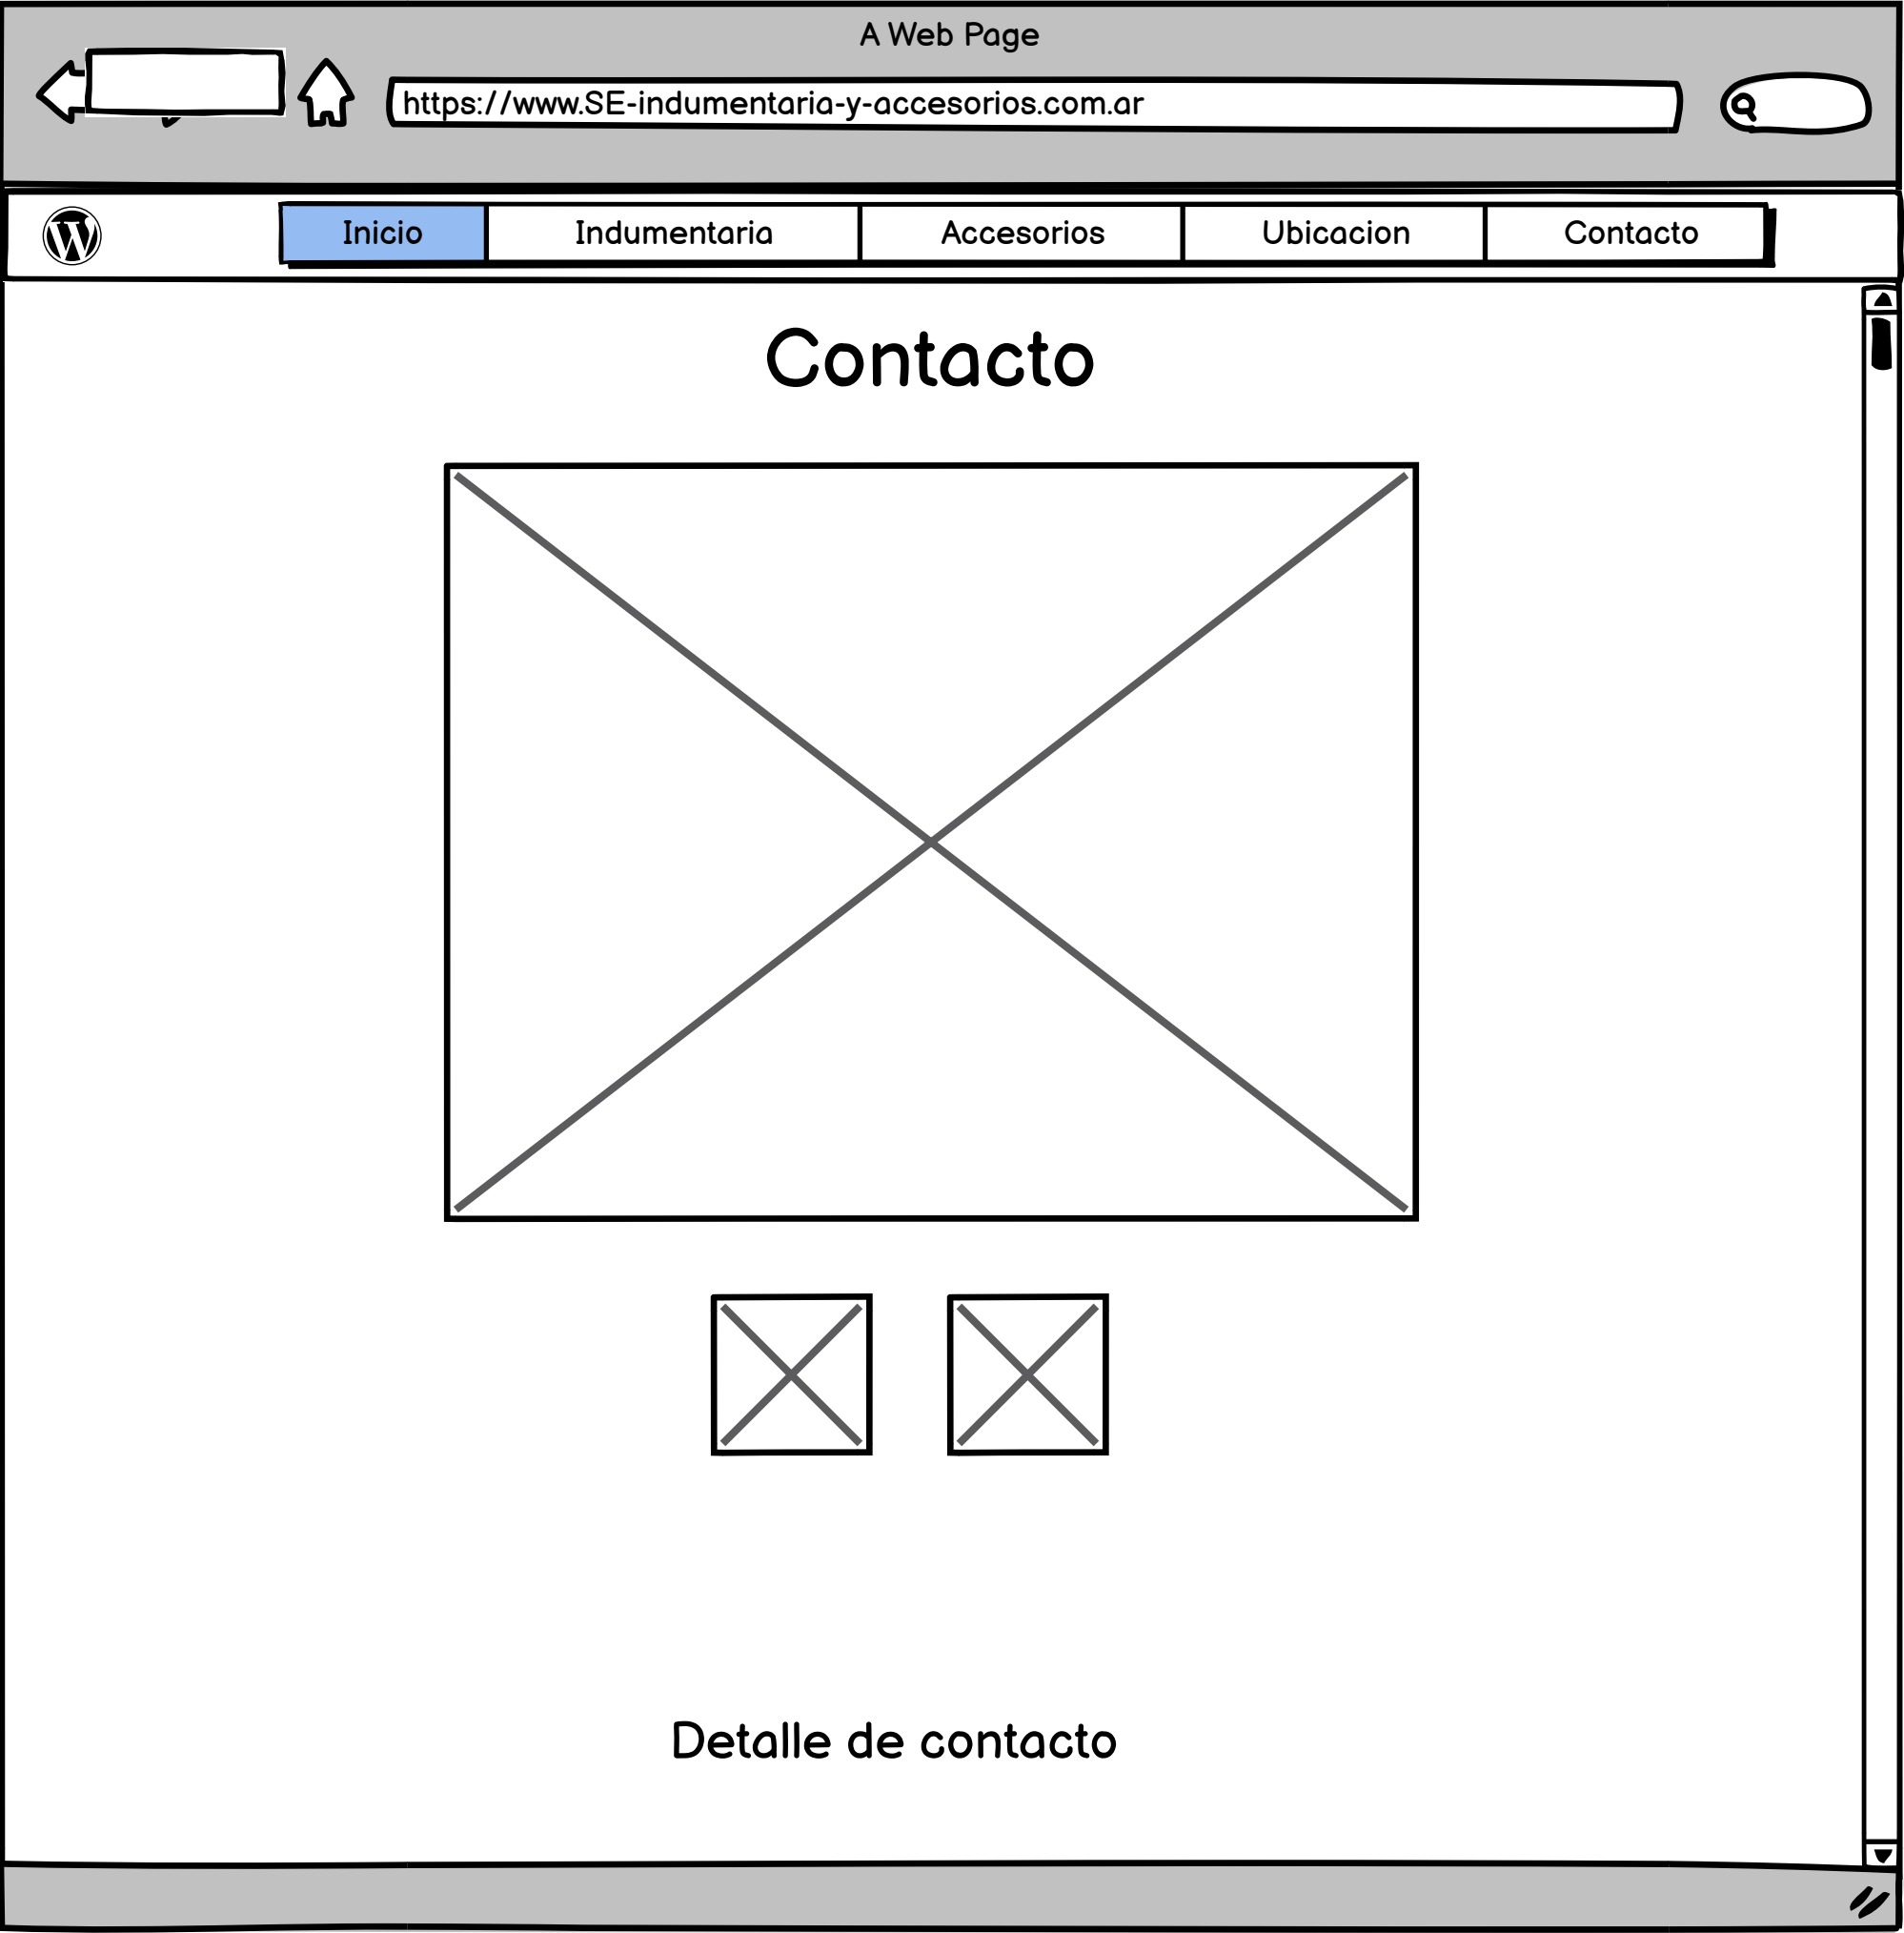 A Web Page
https://www.SE-indumentaria-y-accesorios.com.ar
Inicio Indumentaria Accesorios Ubicacion Contacto
Contacto
Detalle de contacto